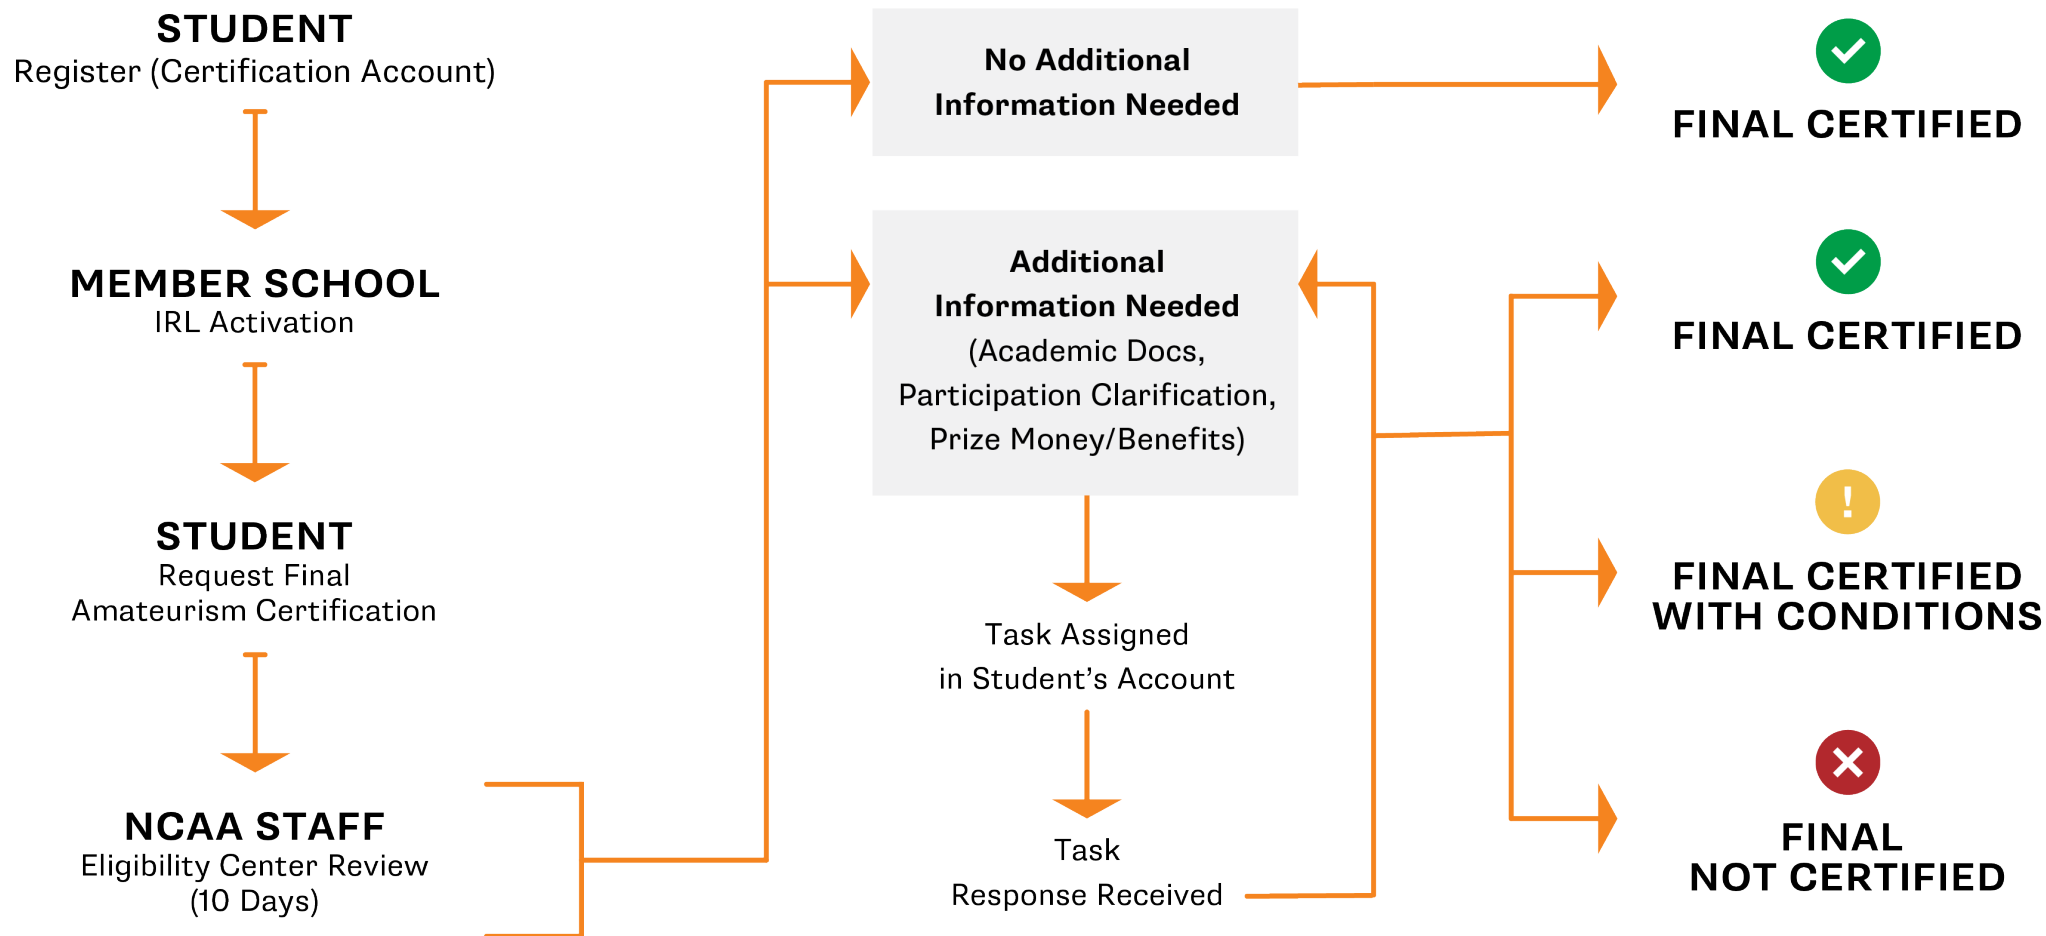 STUDENT
Register (Certification Account)
MEMBER SCHOOL
IRL Activation
STUDENT
Request Final
Amateurism Certification
NCAA STAFF
Eligibility Center Review
(10 Days)
No Additional
Information Needed
Additional
Information Needed
(Academic Docs,
Participation Clarification,
Prize Money/Benefits)
Task Assigned
in Student’s Account
Task
Response Received
FINAL CERTIFIED
FINAL CERTIFIED
!
FINAL CERTIFIED
WITH CONDITIONS
FINAL
NOT CERTIFIED